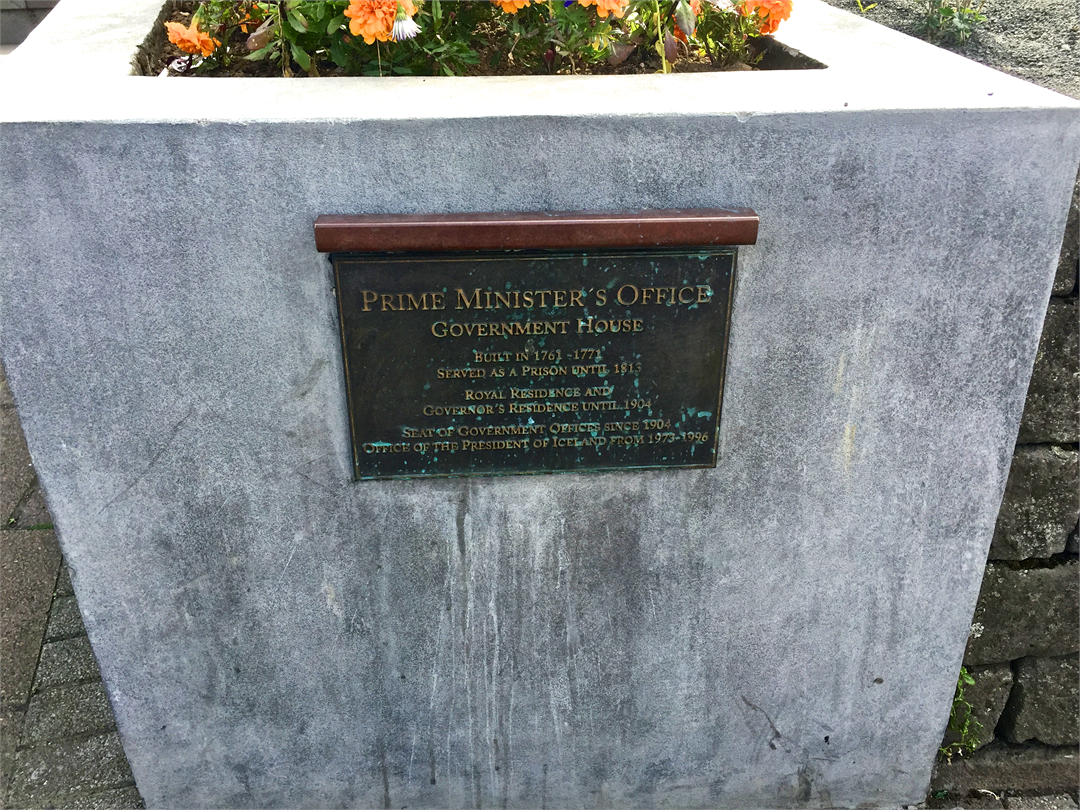 PRIME MINISTER´S OFFICE
GOVERNMENT HOUSE
BUILT IN 1761 -1771
SERVED AS A PRISON UNTIL 1813
ROYAL RESIDENCE AND
GOVERNOR´S RESIDENCE UNTIL 1904
SEAT OF GOVERNMENT OFFICES SINCE 1904
OFFICE OF THE PRESIDENT OF ICELAND FROM 1973-1996